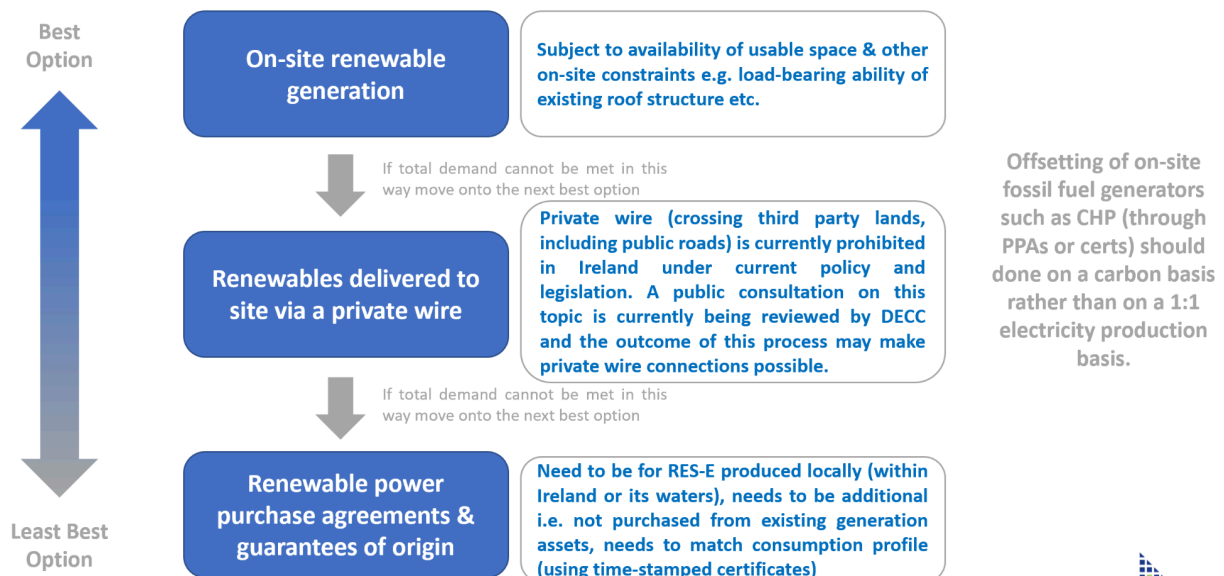 Best
Option
On-site renewable
generation
Subject to availability of usable space & other
on-site constraints e.g. load-bearing ability of
existing roof structure etc.
If total demand cannot be met in this
way move onto the next best option
Renewables delivered to
site via a private wire
Private wire (crossing third party lands,
including public roads) is currently prohibited
in Ireland under current policy and
legislation. A public consultation on this
topic is currently being reviewed by DECC
and the outcome of this process may make
private wire connections possible.
If total demand cannot be met in this
way move onto the next best option
Renewable power
purchase agreements &
guarantees of origin
Need to be for RES-E produced locally (within
Ireland or its waters), needs to be additional
i.e. not purchased from existing generation
assets, needs to match consumption profile
(using time-stamped certificates)
Least Best
Option
Offsetting of on-site
fossil fuel generators
such as CHP (through
PPAs or certs) should
done on a carbon basis
rather than on a 1:1
electricity production
basis.